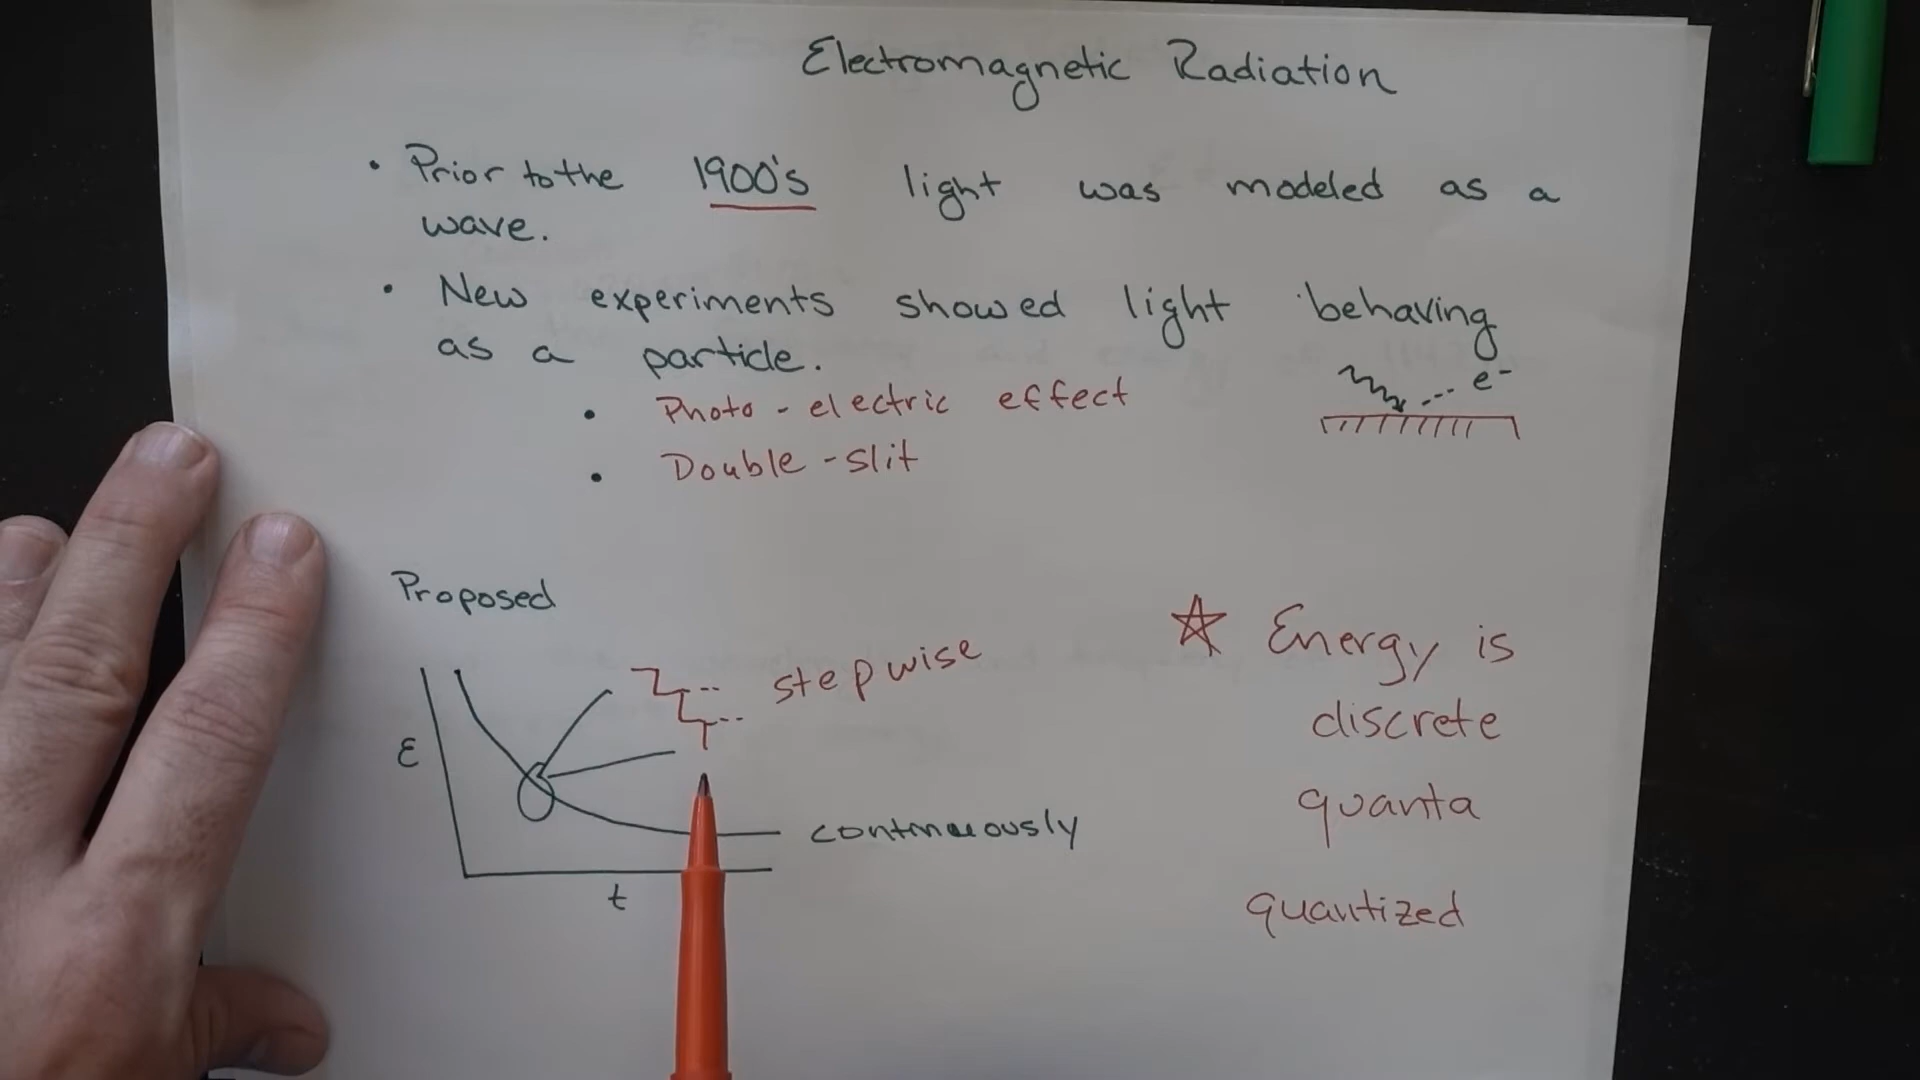 Electromagnetic Radiation
• Prior to the 1900's light was modeled as a
wave.
• New experiments showed light behaving
as a particle.
• Photo-electric effect
• Double-slit
e-
Proposed
stepwise
E
continuously
t
Energy is
discrete
quanta
quantized